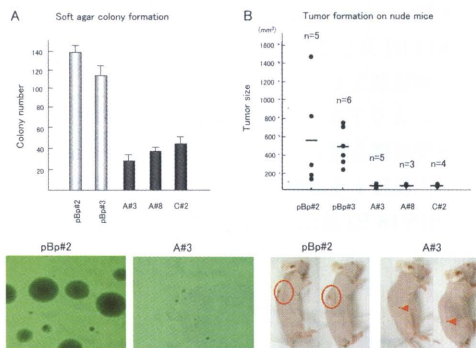 A Soft agar colony formation
Colony number
140
120
100
80
60
40
20
pBp#2
pBp#3
A#3
A#8
C#2
B Tumor formation on nude mice
(mm³)
Tumor size
1600
1400
1200
1000
800
600
400
200
n=5
n=6
n=5
n=3
n=4
pBp#2
pBp#3
A#3
A#8
C#2
pBp#2
A#3
pBp#2
A#3